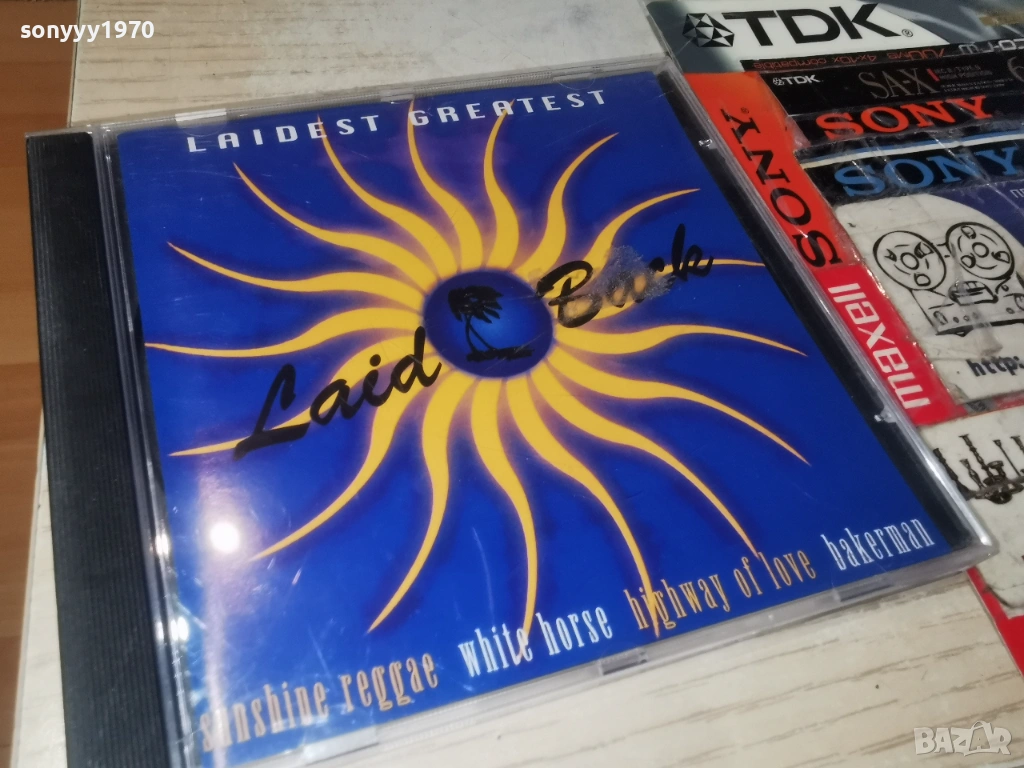 sonyyy1970
LAIDEST GREATEST
Laid Back
sunshine reggae white horse highway of love bakerman
TDK
TDK SA-X
SONY
SONY
SONY
maxell
http:
BAZAR